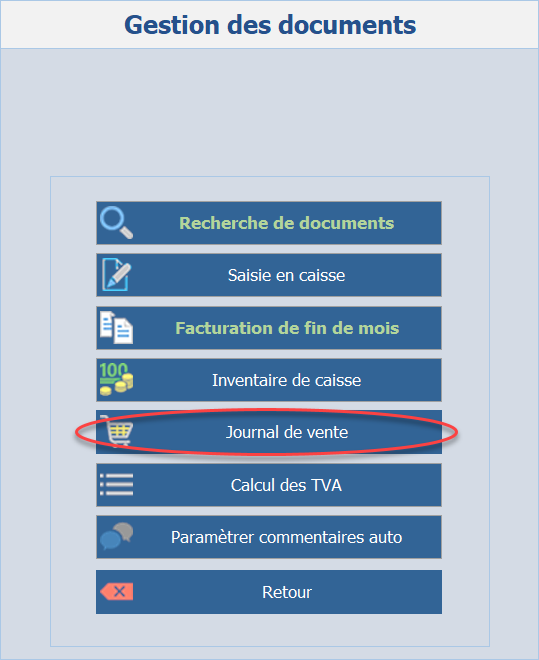 Gestion des documents
Recherche de documents
Saisie en caisse
Facturation de fin de mois
100
Inventaire de caisse
Journal de vente
Calcul des TVA
Paramètrer commentaires auto
Retour